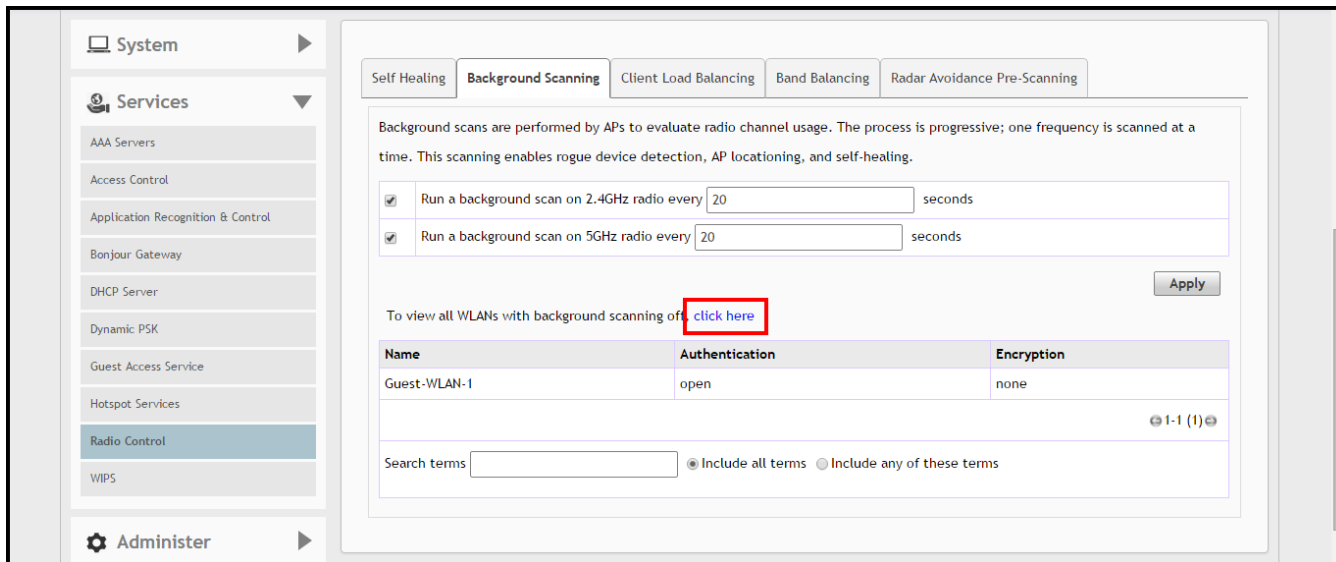 System
Services
AAA Servers
Access Control
Application Recognition & Control
Bonjour Gateway
DHCP Server
Dynamic PSK
Guest Access Service
Hotspot Services
Radio Control
WIPS
Administer
Self Healing Background Scanning Client Load Balancing Band Balancing Radar Avoidance Pre-Scanning
Background scans are performed by APs to evaluate radio channel usage. The process is progressive; one frequency is scanned at a
time. This scanning enables rogue device detection, AP locationing, and self-healing.
Run a background scan on 2.4GHz radio every 20 seconds
Run a background scan on 5GHz radio every 20 seconds
Apply
To view all WLANs with background scanning off, click here
Name Authentication Encryption
Guest-WLAN-1 open none
1-1 (1)
Search terms Include all terms Include any of these terms